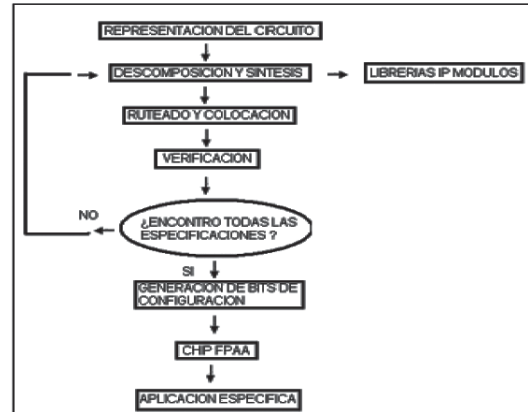 REPRESENTACION DEL CIRCUITO
DESCOMPOSICION Y SINTESIS
LIBRERIAS IP MODULOS
RUTEADO Y COLOCACION
VERIFICACION
NO
¿ENCONTRO TODAS LAS
ESPECIFICACIONES ?
SI
GENERACION DE BITS DE
CONFIGURACION
CHIP FPAA
APLICACION ESPECIFICA